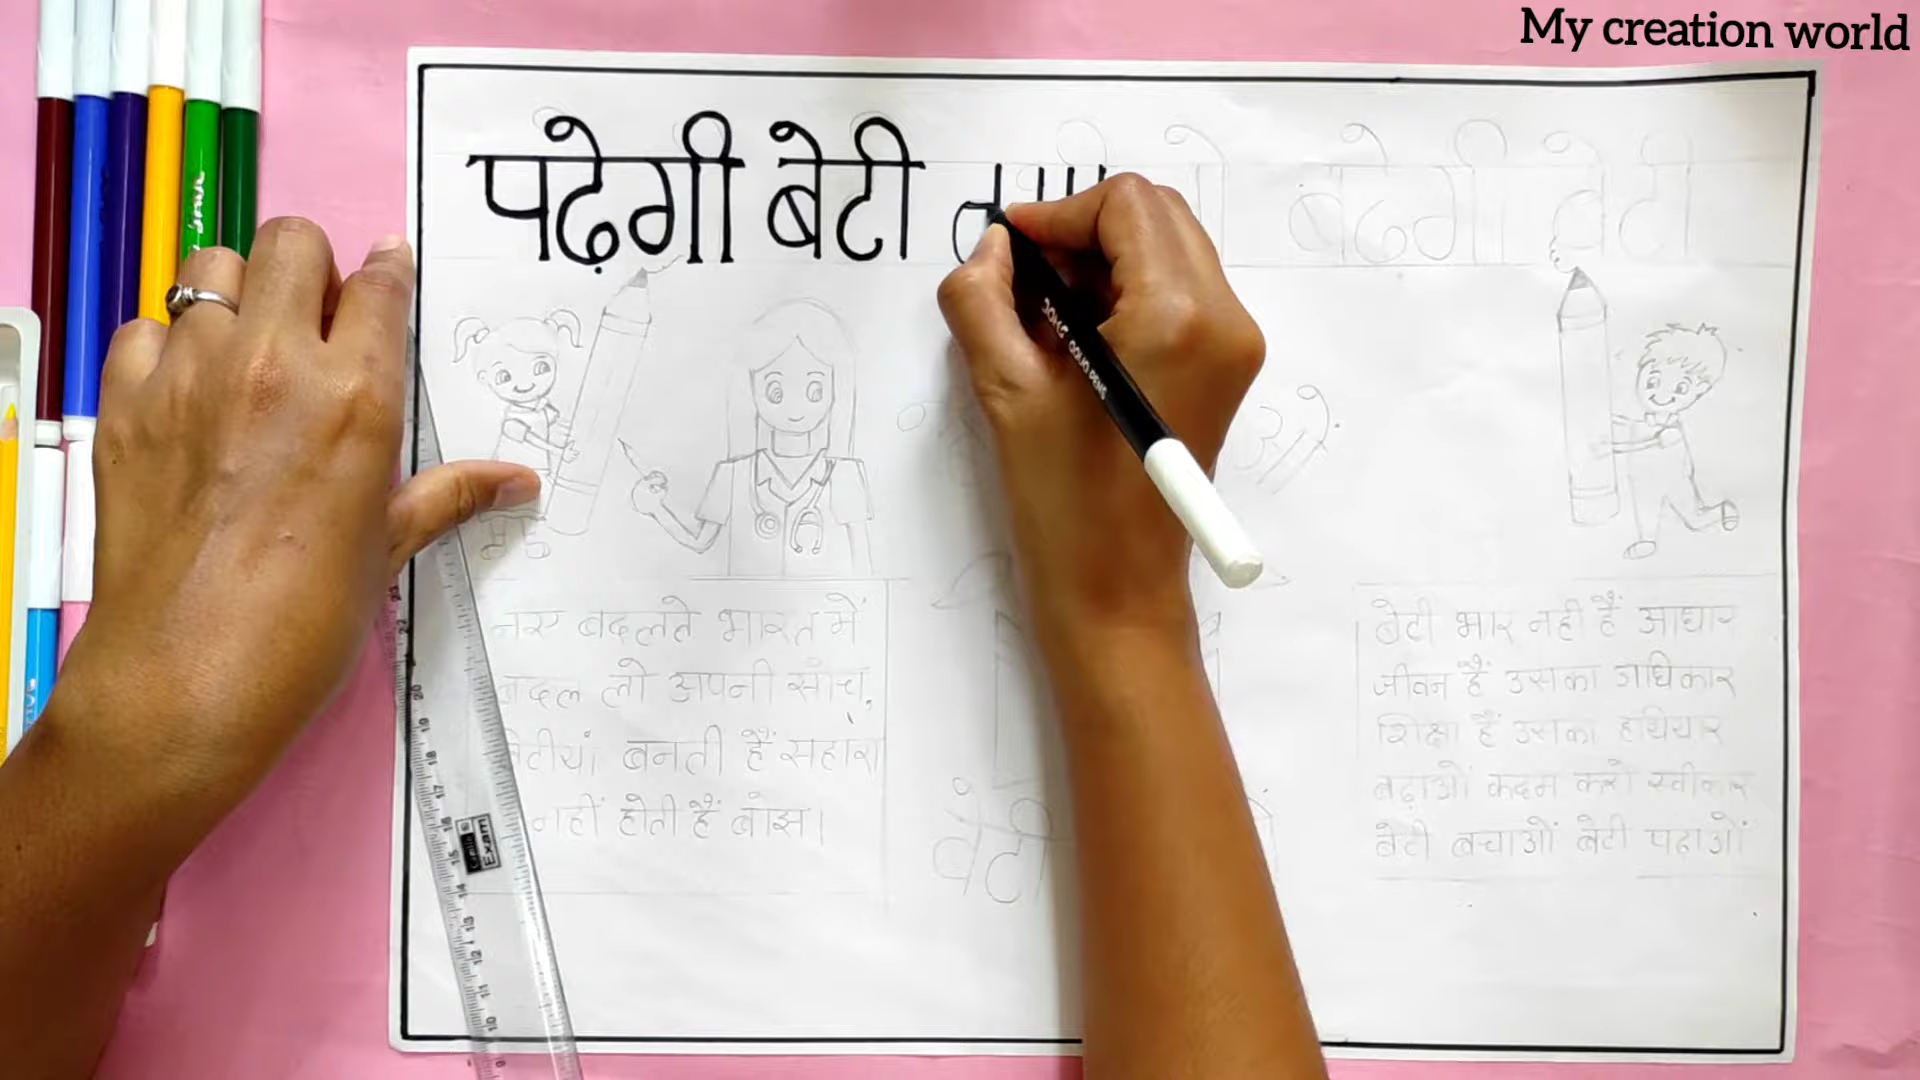 My creation world
पढ़ेगी बेटी बढ़ेगी बेटी
नए बदलते भारत में
बदल लो अपनी सोच,
बेटीयां बनती हैं सहारा
नहीं होती हैं बोझ।
बेटी भार नही हैं आधार
जीवन हैं उसका अधिकार
शिक्षा हैं उसका हथियार
बढ़ाओं कदम करो स्वीकार
बेटी बचाओं बेटी पढाओं
बेटी